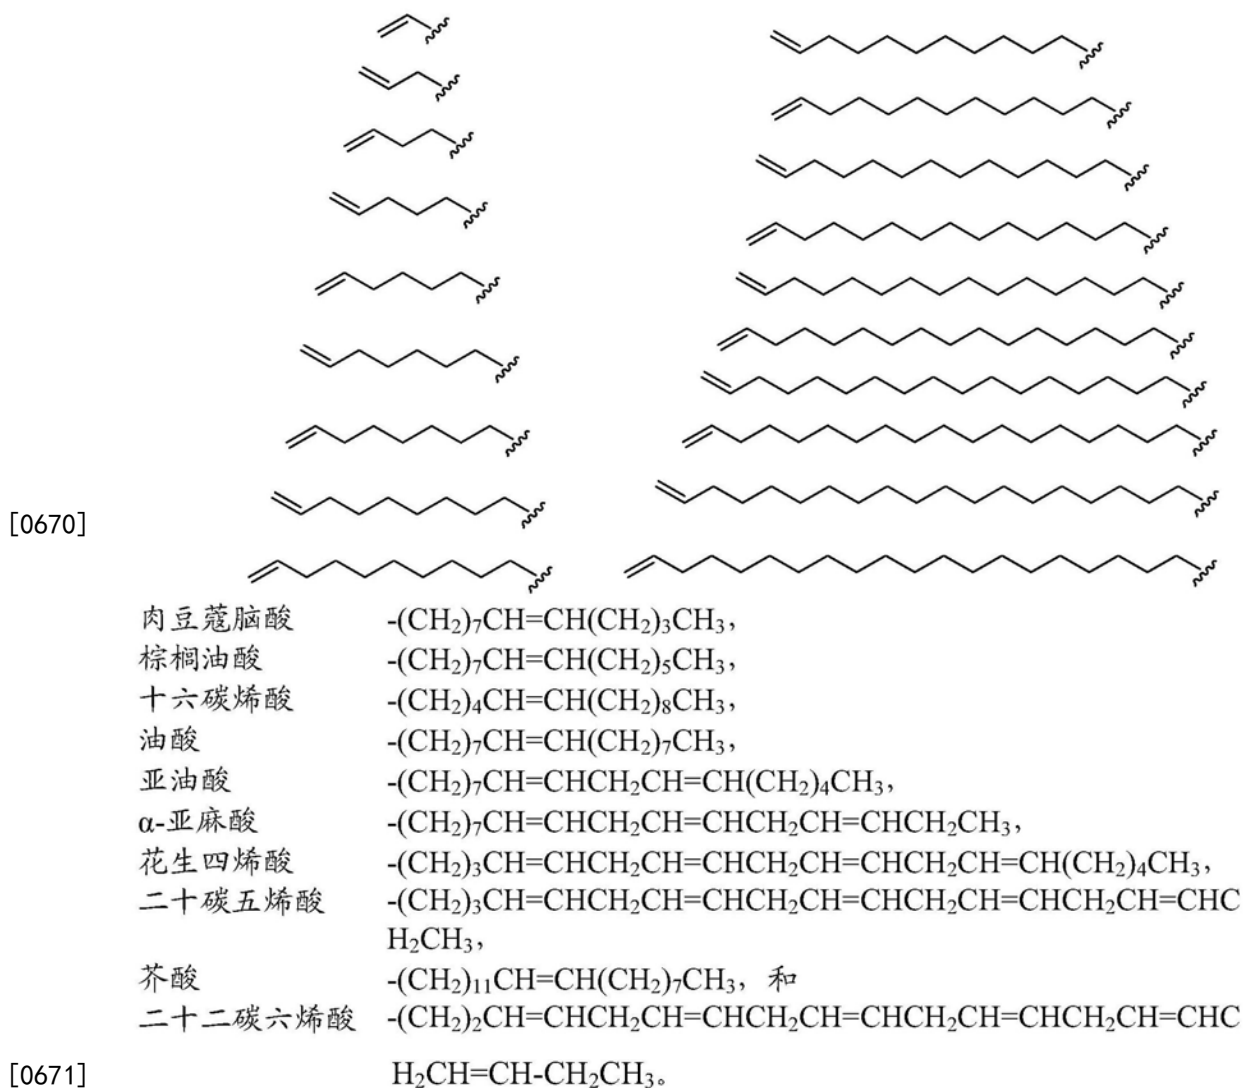 [0670]
肉豆蔻脑酸 -(CH₂)₇CH=CH(CH₂)₃CH₃,
棕榈油酸 -(CH₂)₇CH=CH(CH₂)₅CH₃,
十六碳烯酸 -(CH₂)₄CH=CH(CH₂)₈CH₃,
油酸 -(CH₂)₇CH=CH(CH₂)₇CH₃,
亚油酸 -(CH₂)₇CH=CHCH₂CH=CH(CH₂)₄CH₃,
α-亚麻酸 -(CH₂)₇CH=CHCH₂CH=CHCH₂CH=CHCH₂CH₃,
花生四烯酸 -(CH₂)₃CH=CHCH₂CH=CHCH₂CH=CHCH₂CH=CH(CH₂)₄CH₃,
二十碳五烯酸 -(CH₂)₃CH=CHCH₂CH=CHCH₂CH=CHCH₂CH=CHCH₂CH=CHC
H₂CH₃,
芥酸 -(CH₂)₁₁CH=CH(CH₂)₇CH₃, 和
二十二碳六烯酸 -(CH₂)₂CH=CHCH₂CH=CHCH₂CH=CHCH₂CH=CHCH₂CH=CHC
[0671] H₂CH=CH-CH₂CH₃。